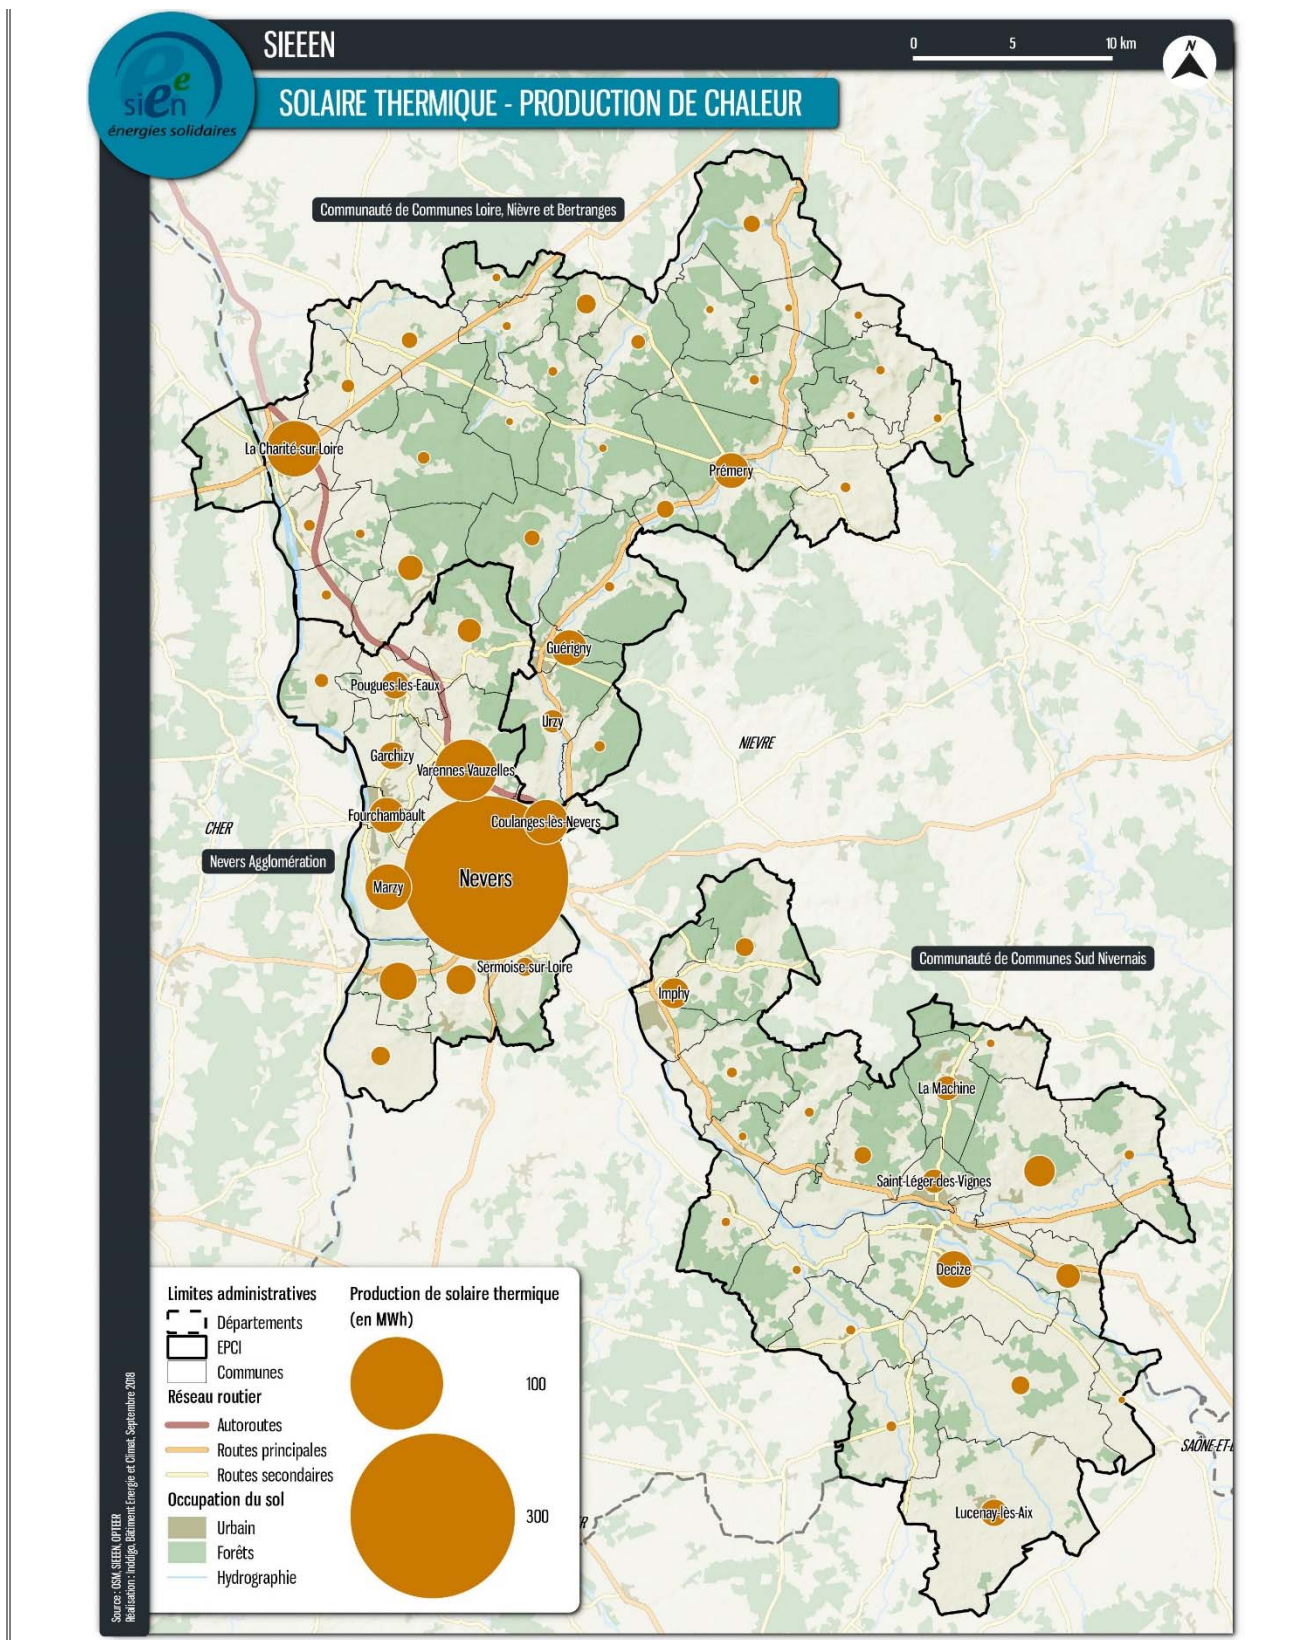 SIEEEN
0 5 10 km
N
sieen
énergies solidaires
SOLAIRE THERMIQUE - PRODUCTION DE CHALEUR
Communauté de Communes Loire, Nièvre et Bertranges
La Charité-sur-Loire
Prémery
Guérigny
Pougues-les-Eaux
Urzy
NIEVRE
Garchizy
Varennes-Vauzelles
Fourchambault
Coulanges-lès-Nevers
CHER
Nevers Agglomération
Nevers
Marzy
Sermoise-sur-Loire
Communauté de Communes Sud Nivernais
Imphy
La Machine
Saint-Léger-des-Vignes
Decize
SAÔNE-ET-L
Lucenay-lès-Aix
Limites administratives
Départements
EPCI
Communes
Réseau routier
Autoroutes
Routes principales
Routes secondaires
Occupation du sol
Urbain
Forêts
Hydrographie
Production de solaire thermique
(en MWh)
100
300
R
Source : OSM, SIEEEN, OPTEER
Réalisation : Inddigo, Bâtiment Energie et Climat, Septembre 2018